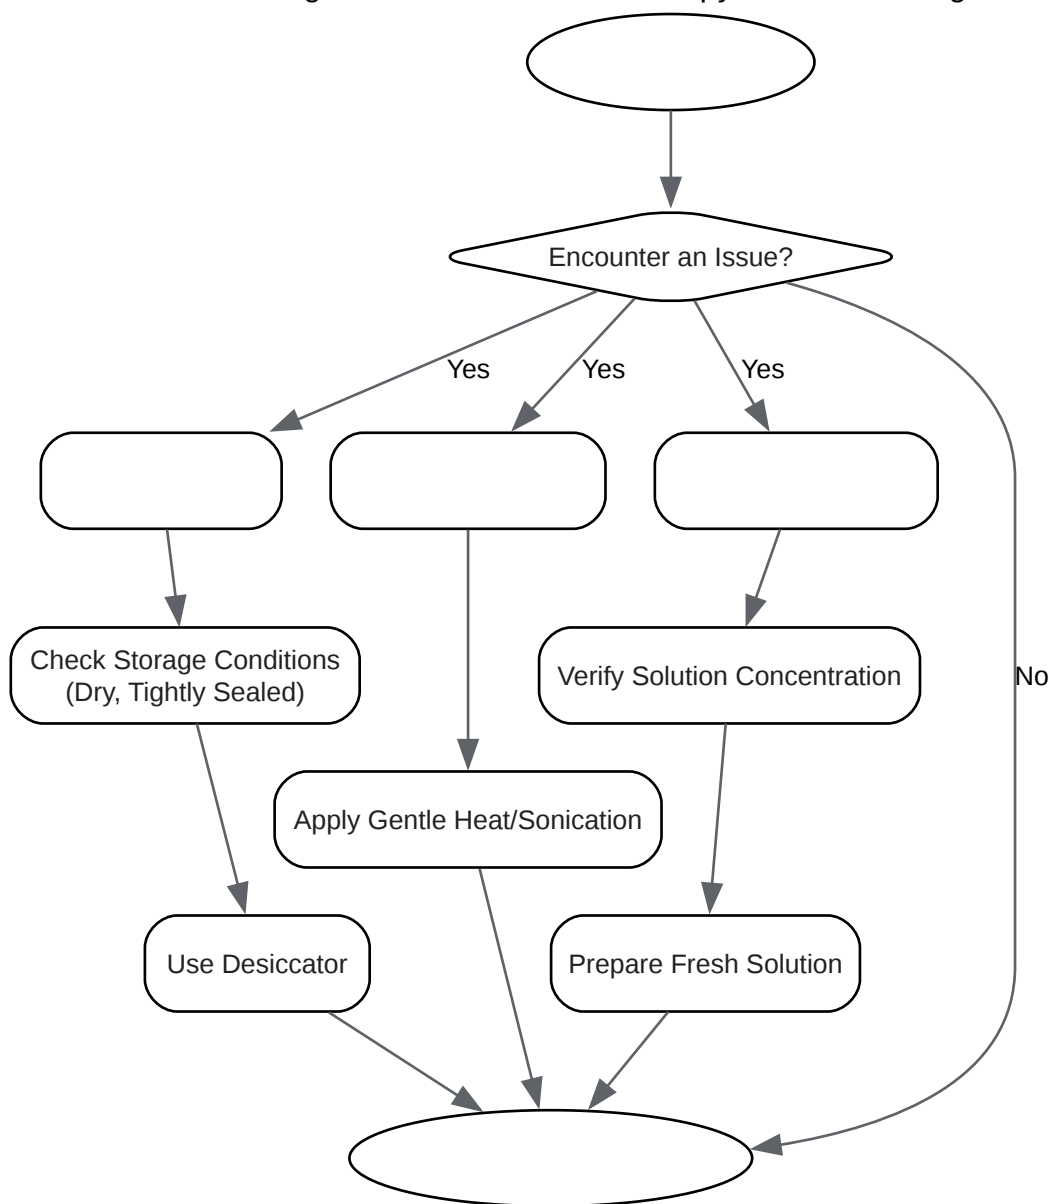 Encounter an Issue?
Yes
Yes
Yes
Check Storage Conditions
(Dry, Tightly Sealed)
Verify Solution Concentration
No
Apply Gentle Heat/Sonication
Use Desiccator
Prepare Fresh Solution